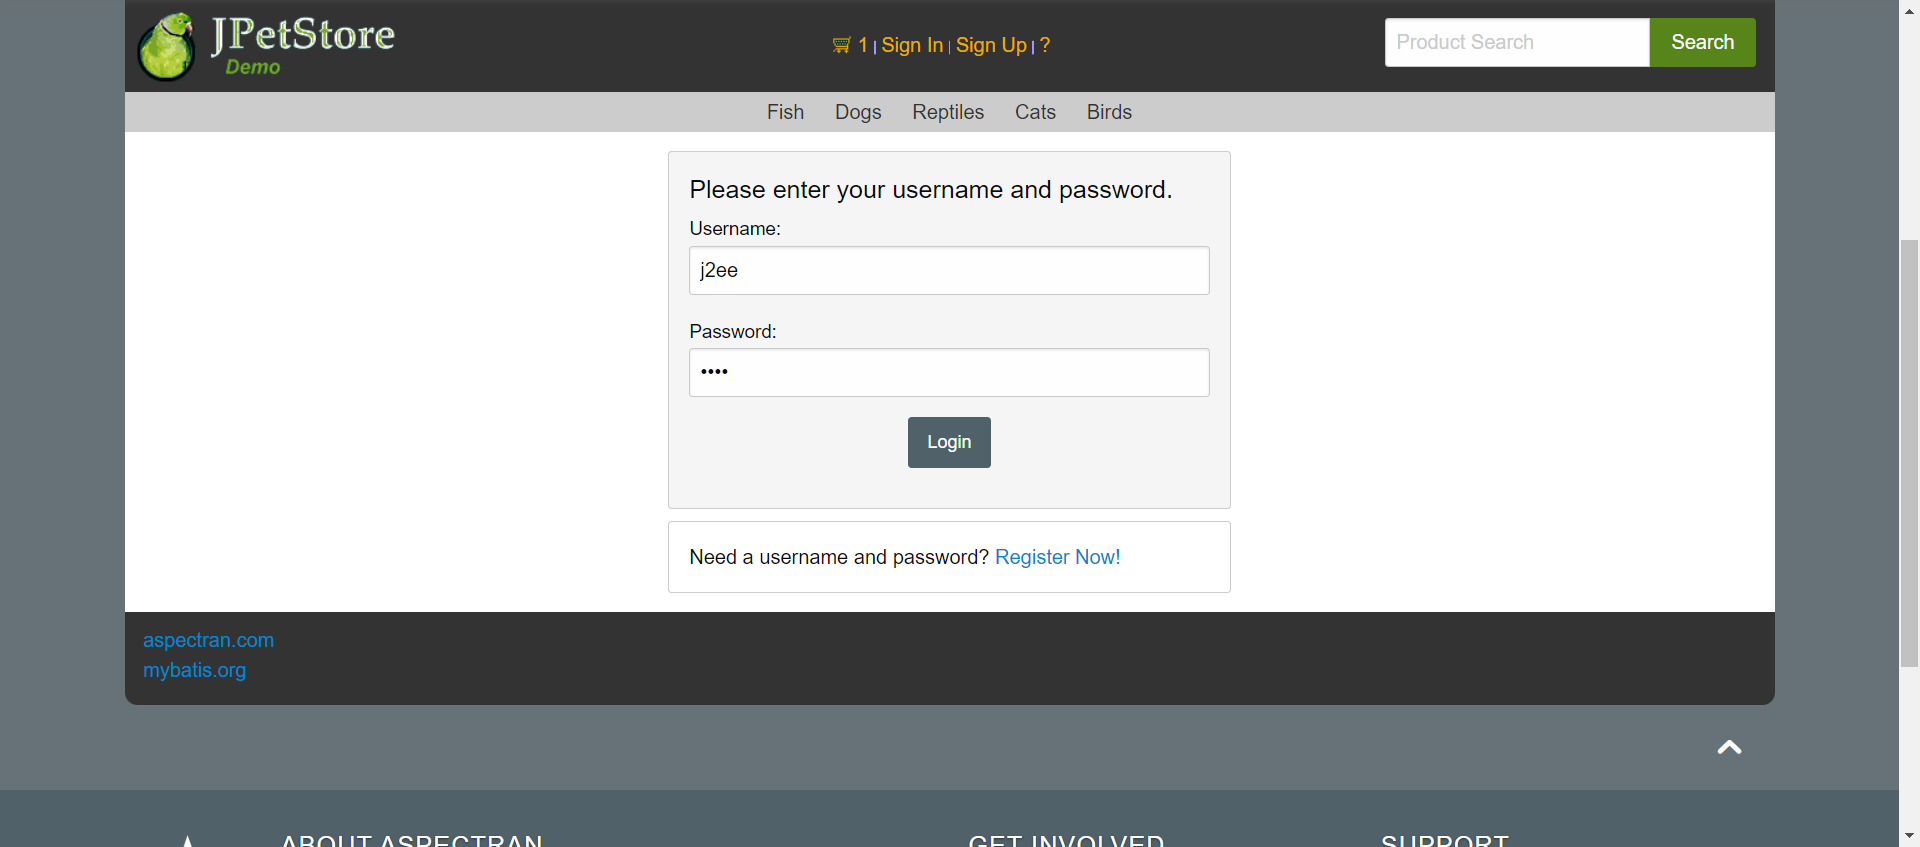 JPetStore
Demo
1 | Sign In | Sign Up | ?
Product Search
Search
Fish Dogs Reptiles Cats Birds
Please enter your username and password.
Username:
j2ee
Password:
••••
Login
Need a username and password? Register Now!
aspectran.com
mybatis.org
ABOUT ASPECTRAN
GET INVOLVED
SUPPORT